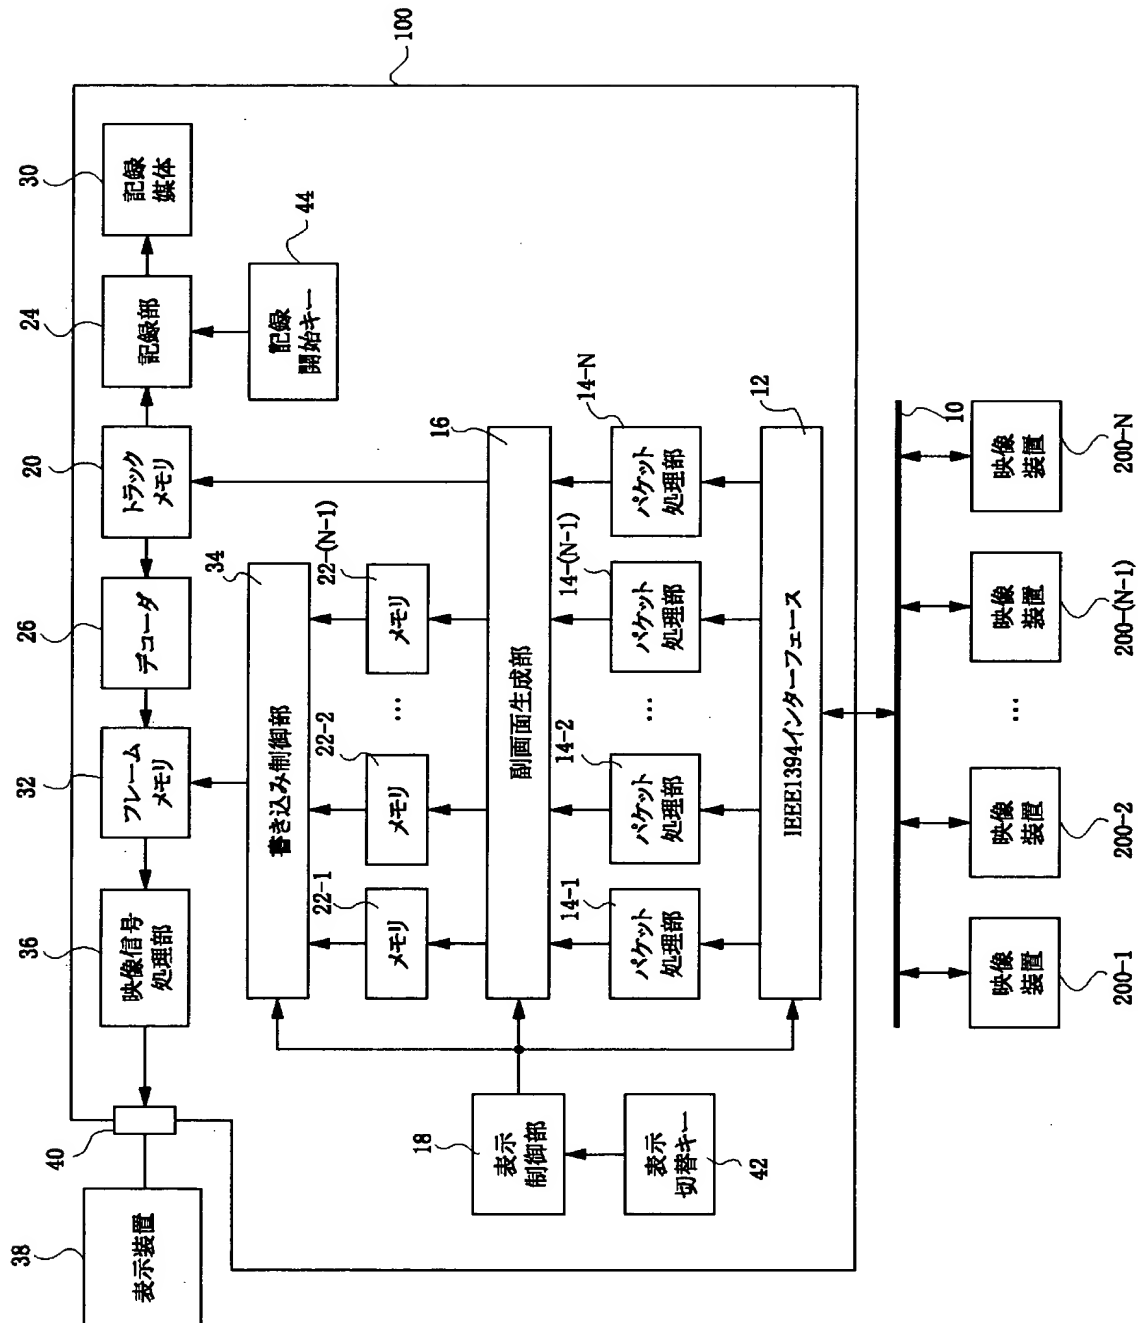 38
表示装置
40
36
映像信号
処理部
32
フレーム
メモリ
26
デコーダ
20
トラック
メモリ
24
記録部
30
記録
媒体
100
44
記録
開始キー
34
書き込み制御部
22-1
メモリ
22-2
メモリ
…
22-(N-1)
メモリ
16
副画面生成部
18
表示
制御部
42
表示
切替キー
14-1
パケット
処理部
14-2
パケット
処理部
…
14-(N-1)
パケット
処理部
14-N
パケット
処理部
12
IEEE1394インターフェース
10
映像
装置
200-1
映像
装置
200-2
…
映像
装置
200-(N-1)
映像
装置
200-N